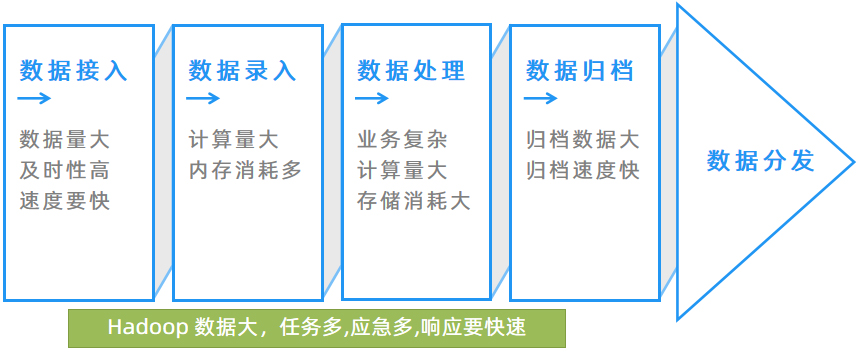 数据接入
数据量大
及时性高
速度要快
数据录入
计算量大
内存消耗多
数据处理
业务复杂
计算量大
存储消耗大
数据归档
归档数据大
归档速度快
数据分发
Hadoop 数据大，任务多,应急多,响应要快速